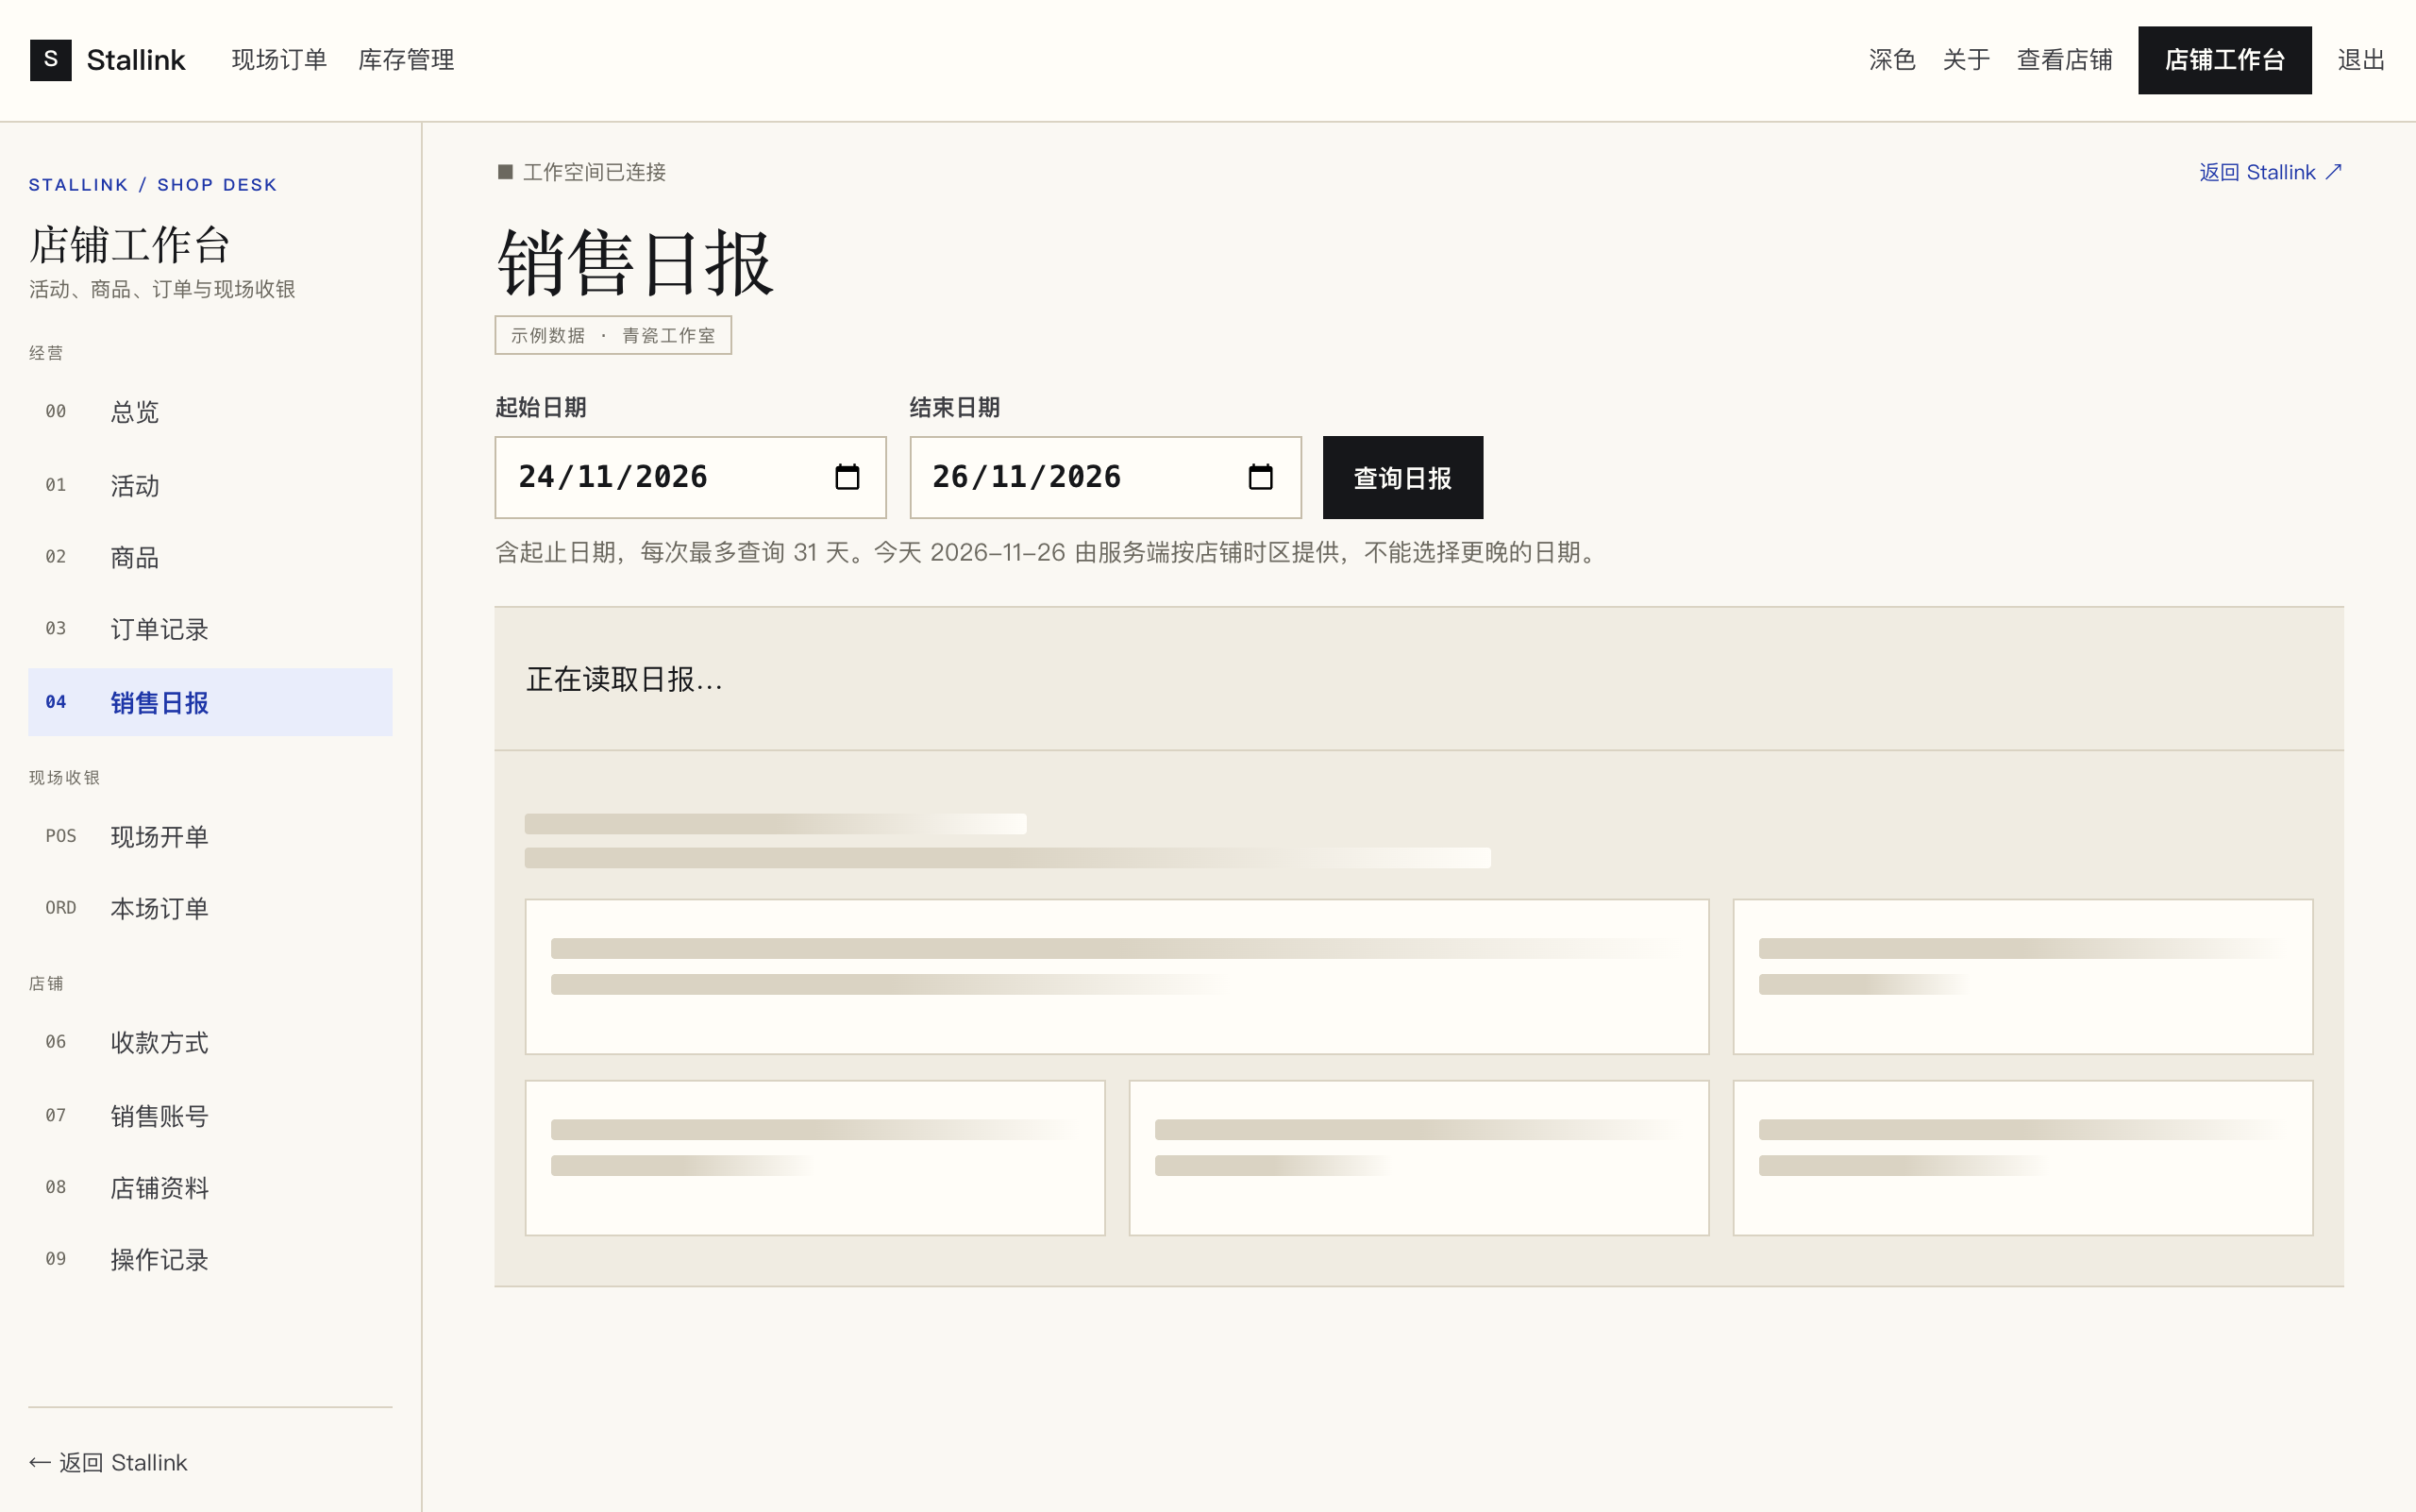 S Stallink 现场订单 库存管理 深色 关于 查看店铺 店铺工作台 退出
STALLINK / SHOP DESK
店铺工作台
活动、商品、订单与现场收银
经营
00 总览
01 活动
02 商品
03 订单记录
04 销售日报
现场收银
POS 现场开单
ORD 本场订单
店铺
06 收款方式
07 销售账号
08 店铺资料
09 操作记录
← 返回 Stallink
工作空间已连接 返回 Stallink ↗
销售日报
示例数据 · 青瓷工作室
起始日期 结束日期
24/11/2026 26/11/2026 查询日报
含起止日期，每次最多查询 31 天。今天 2026-11-26 由服务端按店铺时区提供，不能选择更晚的日期。
正在读取日报…